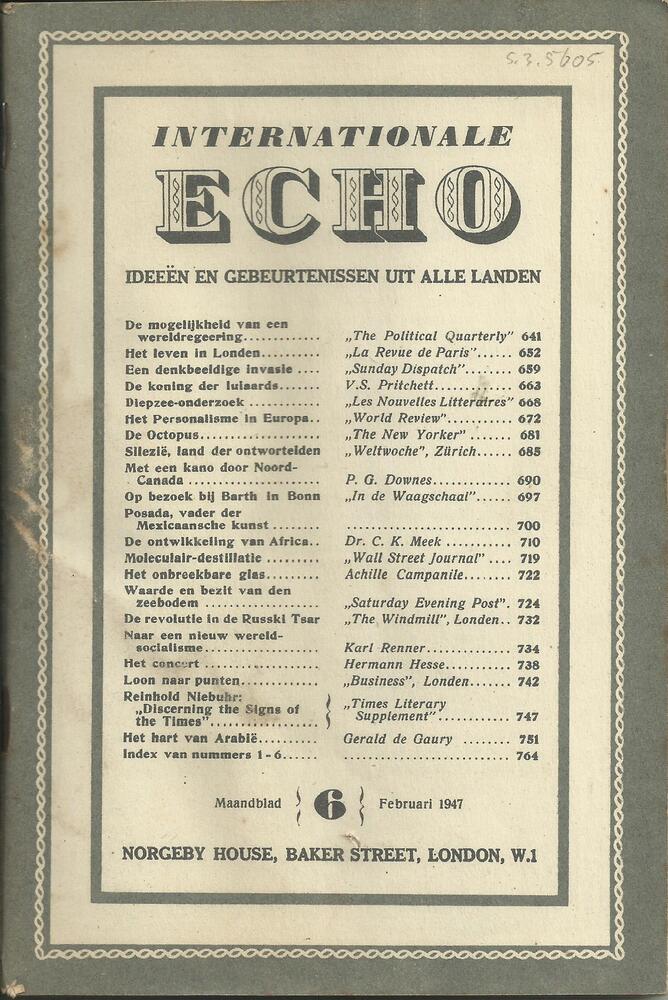 S.3.5605
INTERNATIONALE
ECHO
IDEEËN EN GEBEURTENISSEN UIT ALLE LANDEN
De mogelijkheid van een
wereldregeering............. „The Political Quarterly” 641
Het leven in Londen.......... „La Revue de Paris”...... 652
Een denkbeeldige invasie .... „Sunday Dispatch”........ 659
De koning der luiaards....... V.S. Pritchett............ 663
Diepzee-onderzoek ........... „Les Nouvelles Litteraires” 668
Het Personalisme in Europa.. „World Review”........... 672
De Octopus................... „The New Yorker” ....... 681
Silezië, land der ontwortelden „Weltwoche”, Zürich...... 685
Met een kano door Noord-
Canada ..................... P. G. Downes............. 690
Op bezoek bij Barth in Bonn „In de Waagschaal”...... 697
Posada, vader der
Mexicaansche kunst ........ ........................... 700
De ontwikkeling van Africa.. Dr. C. K. Meek ........... 710
Moleculair-destillatie ......... „Wall Street Journal” .... 719
Het onbreekbare glas......... Achille Campanile........ 722
Waarde en bezit van den
zeebodem .................. „Saturday Evening Post”. 724
De revolutie in de Russki Tsar „The Windmill”, Londen.. 732
Naar een nieuw wereld-
socialisme................... Karl Renner............... 734
Het concert .................. Hermann Hesse............ 738
Loon naar punten............. „Business”, Londen....... 742
Reinhold Niebuhr:
„Discerning the Signs of „Times Literary
the Times”.................. Supplement”............ 747
Het hart van Arabië.......... Gerald de Gaury ........ 751
Index van nummers 1-6...... ........................... 764
Maandblad 6 Februari 1947
NORGEBY HOUSE, BAKER STREET, LONDON, W.1